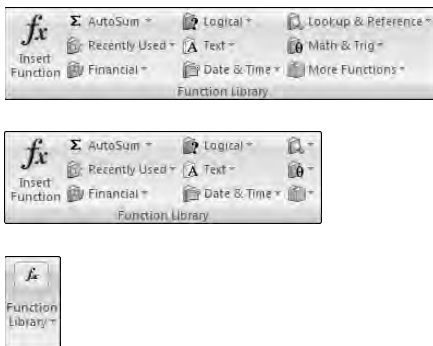 fx Σ AutoSum Logical Lookup & Reference
Recently Used A Text θ Math & Trig
Insert
Function Financial Date & Time More Functions
Function Library
fx Σ AutoSum Logical
Recently Used A Text θ
Insert
Function Financial Date & Time
Function Library
fx
Function
Library